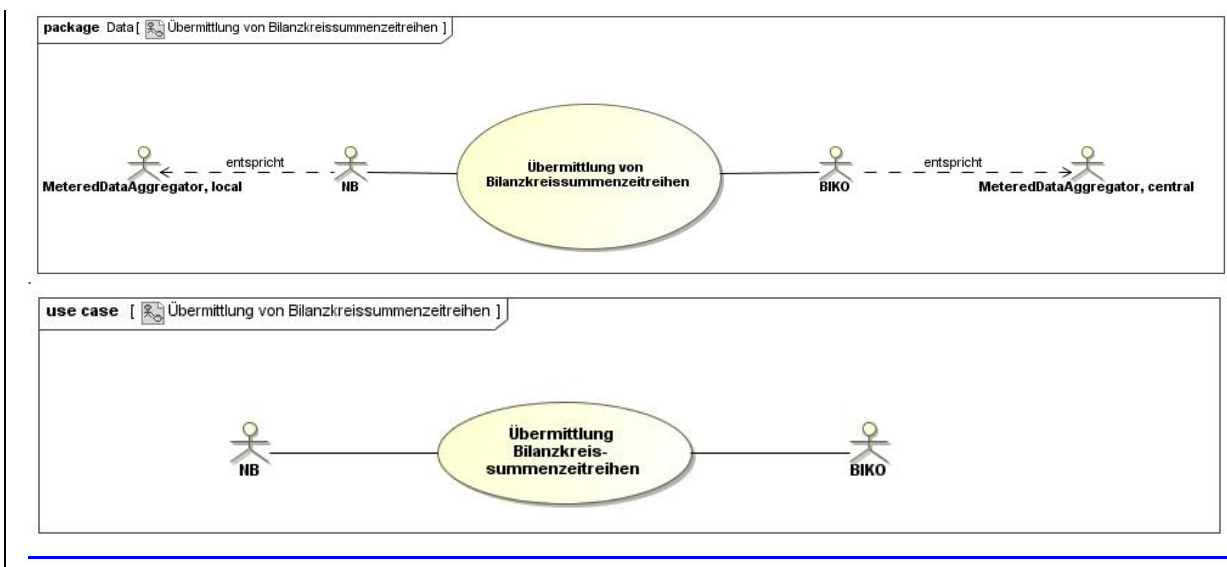 package Data [ Übermittlung von Bilanzkreissummenzeitreihen ]
entspricht
entspricht
MeteredDataAggregator, local
NB
Übermittlung von
Bilanzkreissummenzeitreihen
BIKO
MeteredDataAggregator, central
use case [ Übermittlung von Bilanzkreissummenzeitreihen ]
NB
Übermittlung
Bilanzkreis-
summenzeitreihen
BIKO